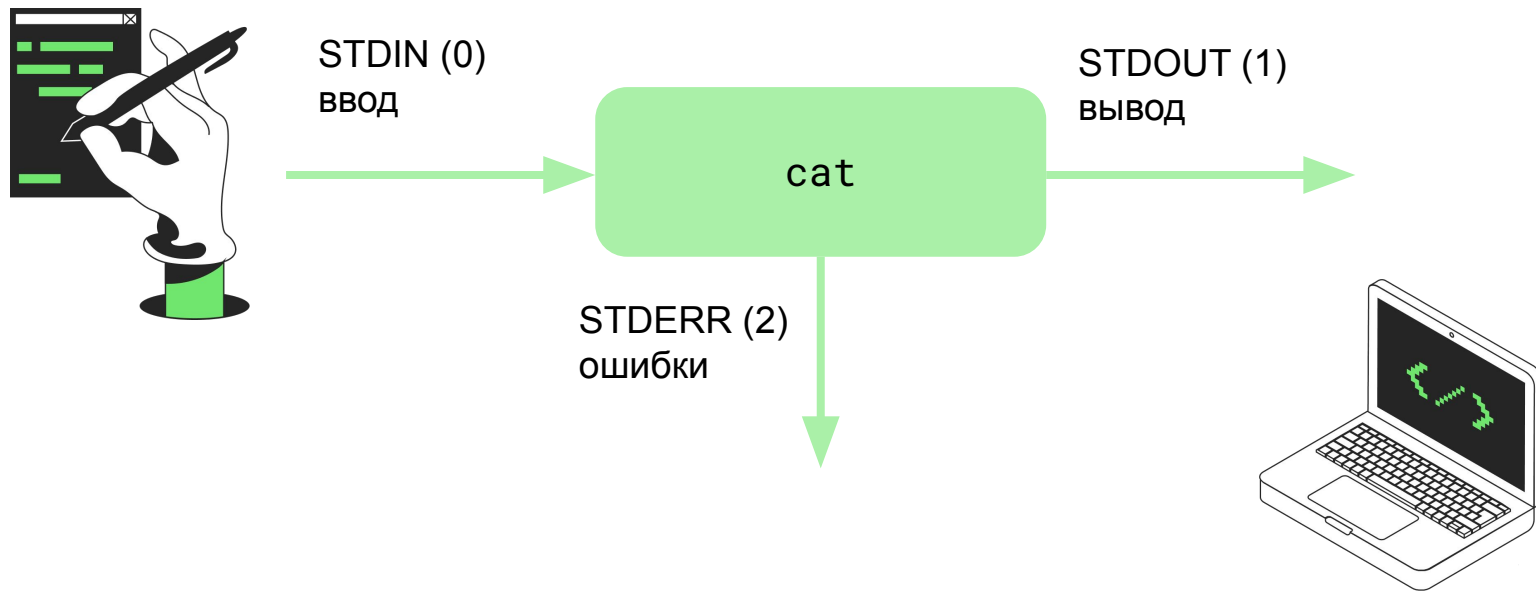 STDIN (0)
ввод
STDOUT (1)
вывод
cat
STDERR (2)
ошибки